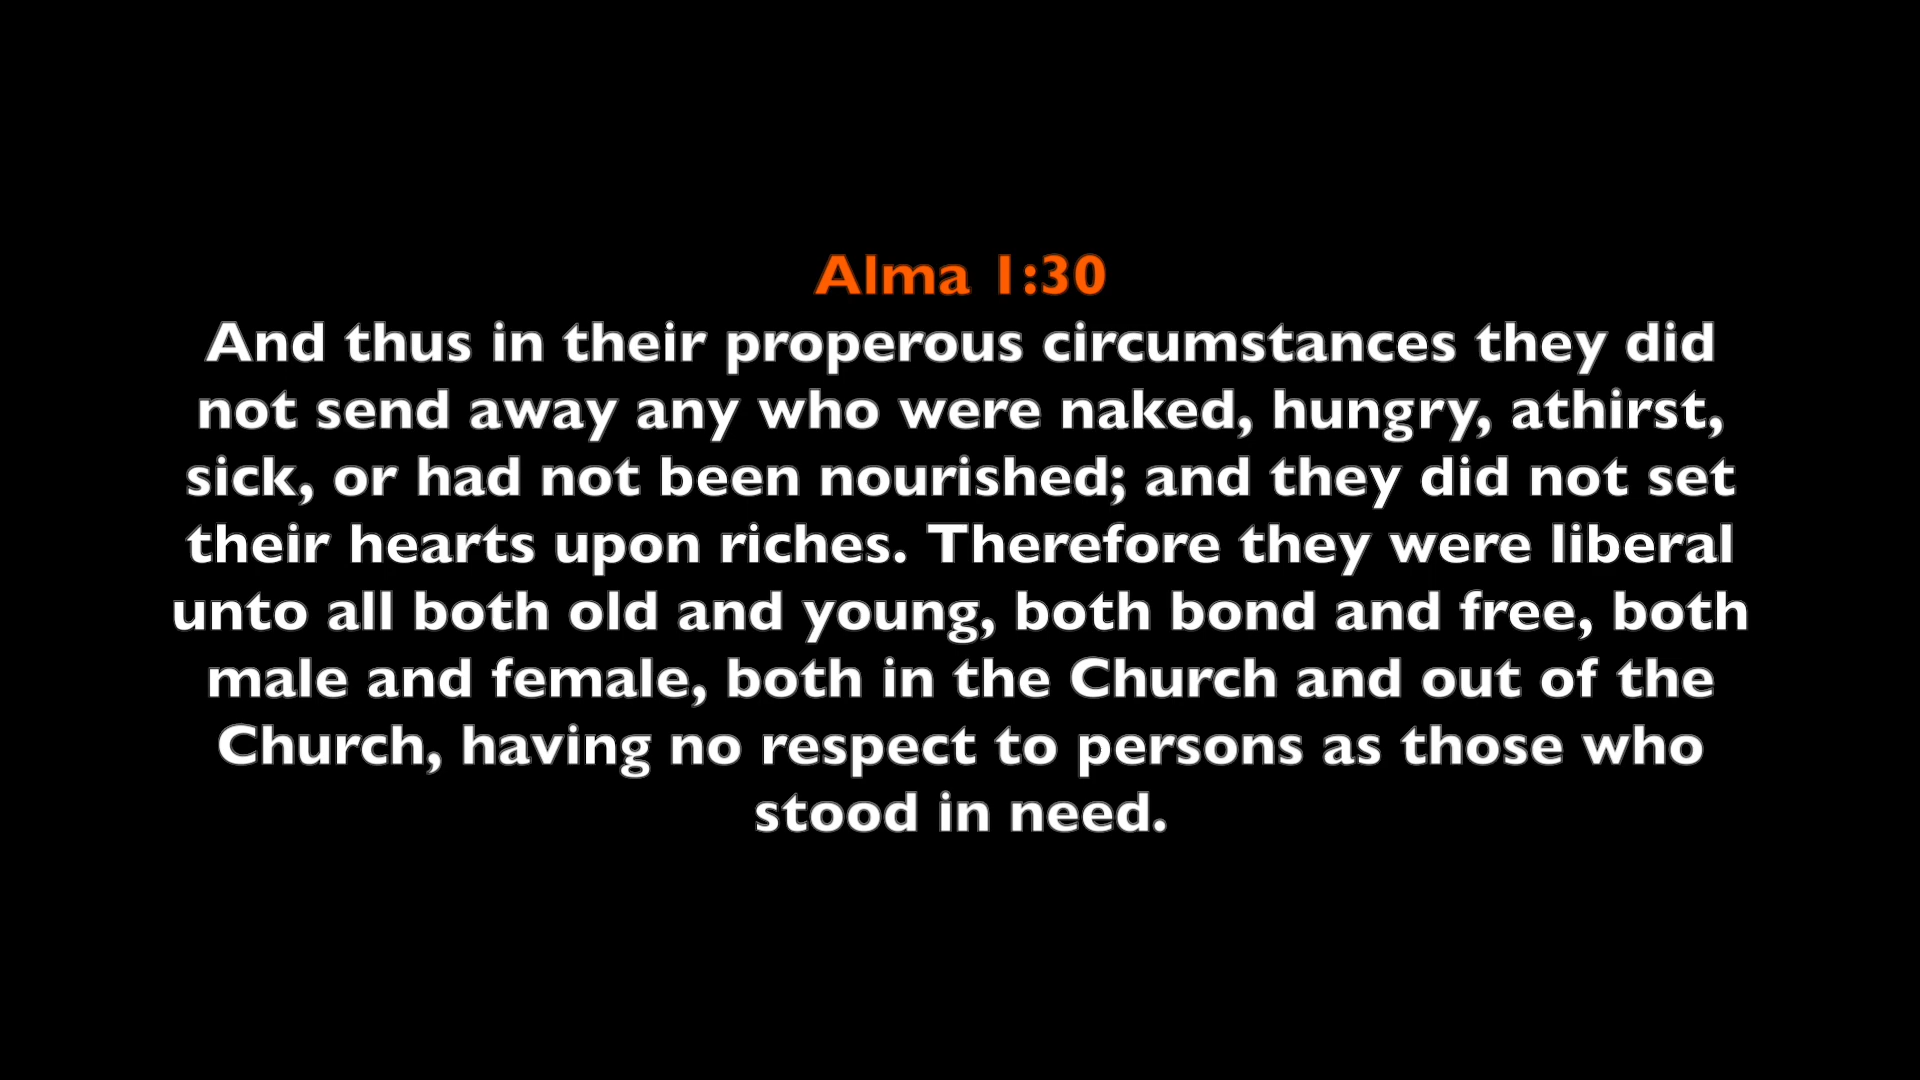 Alma 1:30
And thus in their properous circumstances they did
not send away any who were naked, hungry, athirst,
sick, or had not been nourished; and they did not set
their hearts upon riches. Therefore they were liberal
unto all both old and young, both bond and free, both
male and female, both in the Church and out of the
Church, having no respect to persons as those who
stood in need.